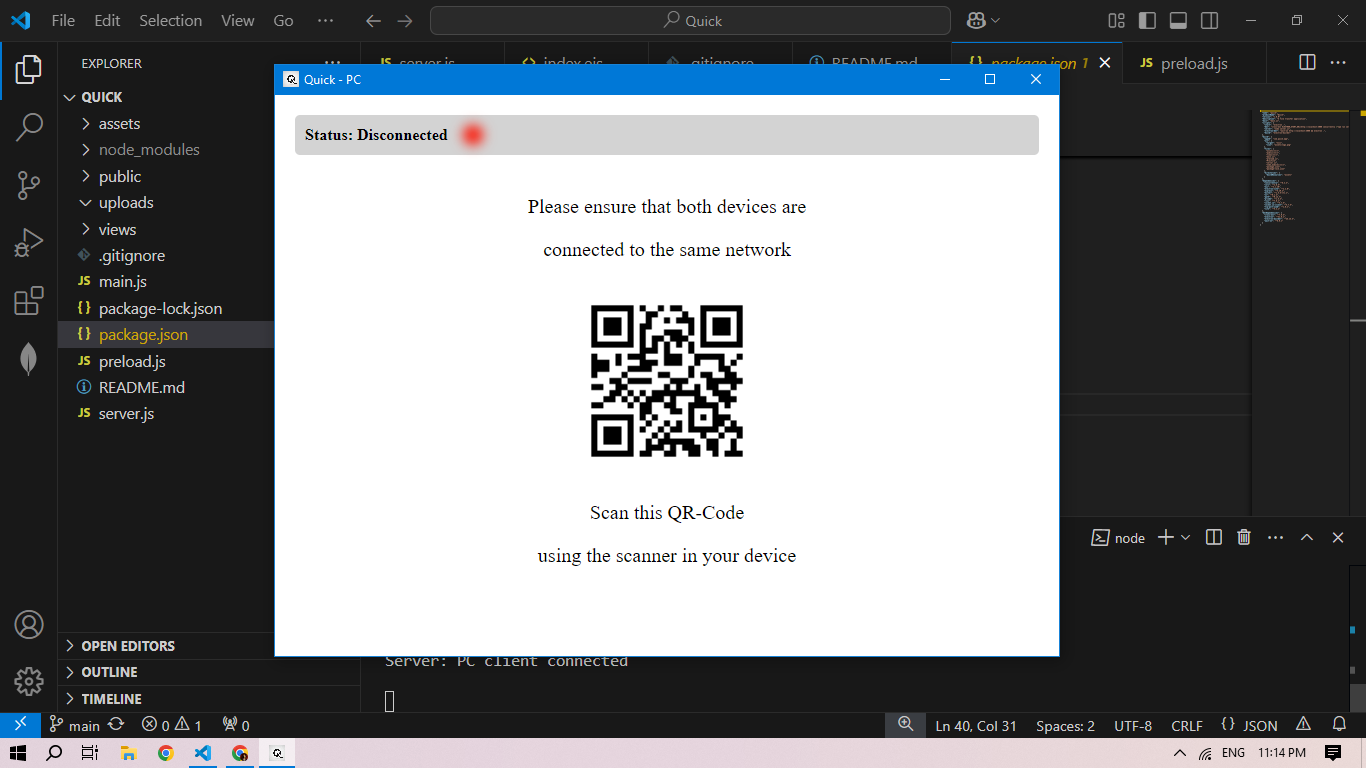 File Edit Selection View Go ··· Quick
EXPLORER ···
server.js index.ejs .gitignore README.md package.json 1 preload.js ···
QUICK
assets
node_modules
public
uploads
views
.gitignore
main.js
package-lock.json
package.json
preload.js
README.md
server.js
Quick - PC
Status: Disconnected
Please ensure that both devices are
connected to the same network
Scan this QR-Code
using the scanner in your device
node ···
Server: PC client connected
OPEN EDITORS
OUTLINE
TIMELINE
main 0 1 0 Ln 40, Col 31 Spaces: 2 UTF-8 CRLF {} JSON
ENG 11:14 PM